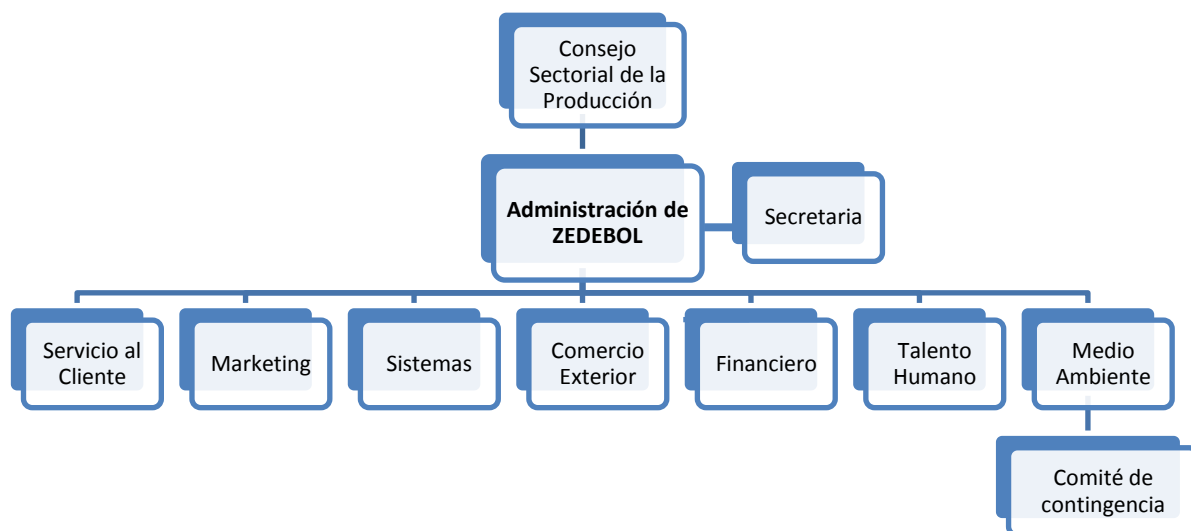 Consejo
Sectorial de la
Producción
Administración de
ZEDEBOL
Secretaria
Servicio al
Cliente
Marketing
Sistemas
Comercio
Exterior
Financiero
Talento
Humano
Medio
Ambiente
Comité de
contingencia